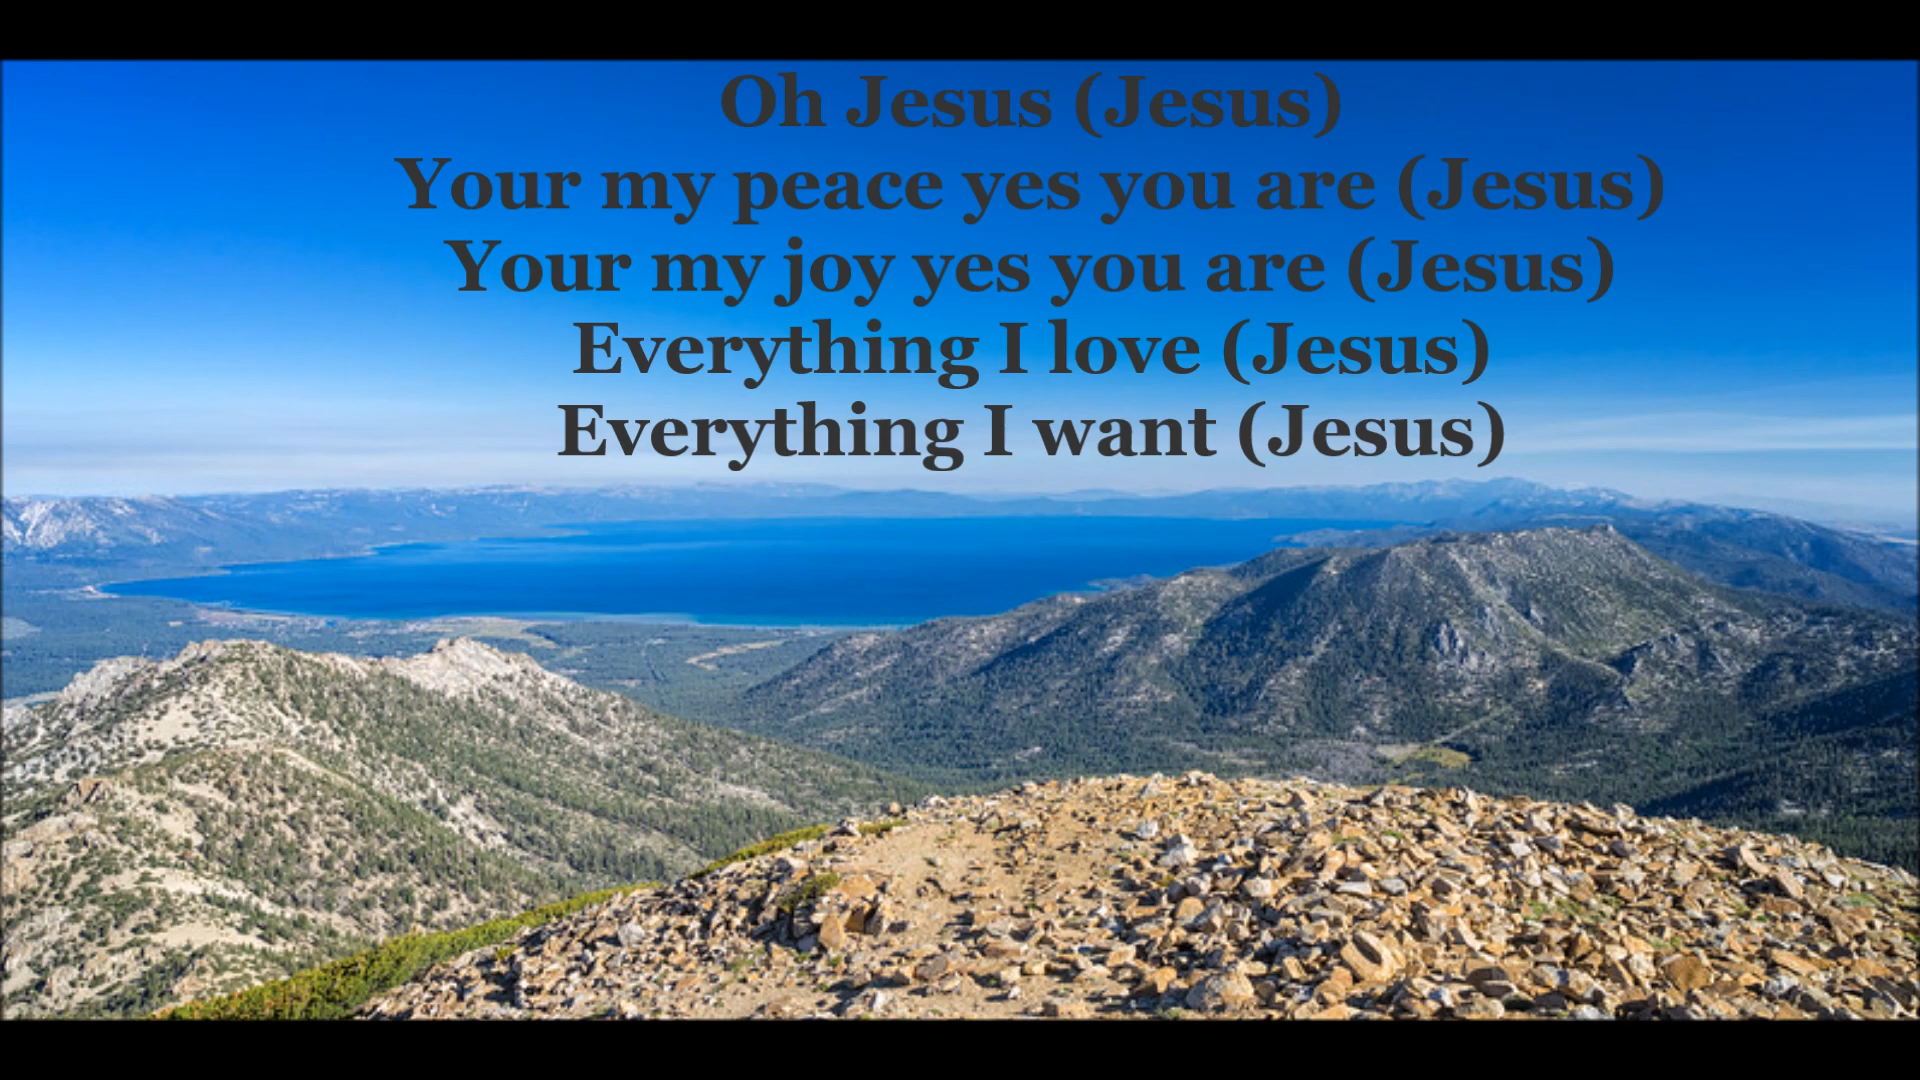 Oh Jesus (Jesus)
Your my peace yes you are (Jesus)
Your my joy yes you are (Jesus)
Everything I love (Jesus)
Everything I want (Jesus)